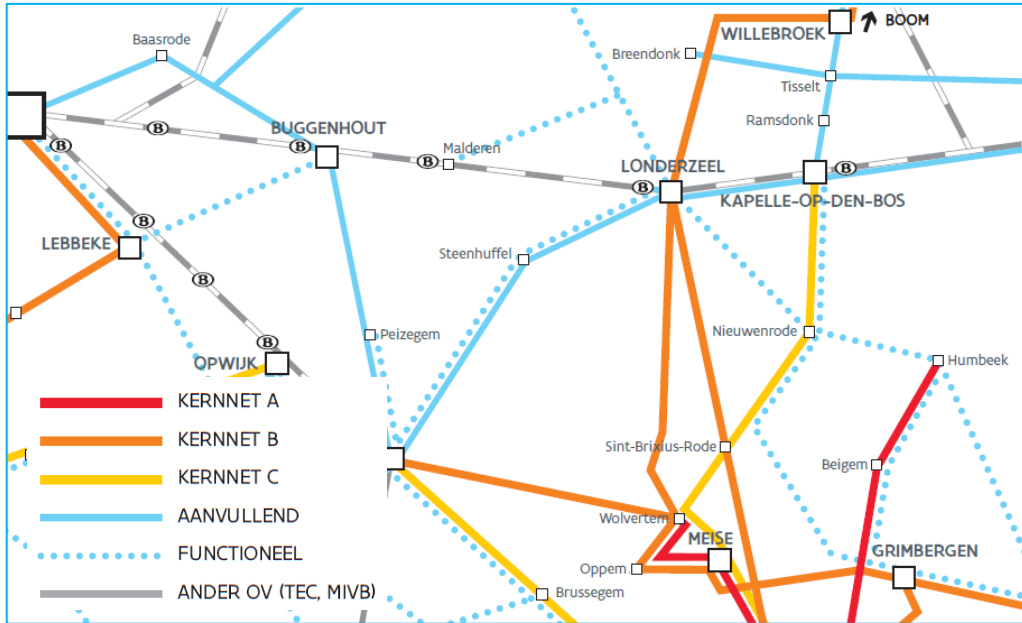 WILLEBROEK
BOOM
Baasrode
Breendonk
Tisselt
Ramsdonk
B
BUGGENHOUT
B
Malderen
B
LONDERZEEL
B
B
B
KAPELLE-OP-DEN-BOS
LEBBEKE
B
Steenhuffel
B
Nieuwenrode
Peizegem
B
OPWIJK
Humbeek
KERNNET A
KERNNET B
KERNNET C
AANVULLEND
FUNCTIONEEL
ANDER OV (TEC, MIVB)
Sint-Brixius-Rode
Beigem
Wolvertem
MEISE
GRIMBERGEN
Oppem
Brussegem